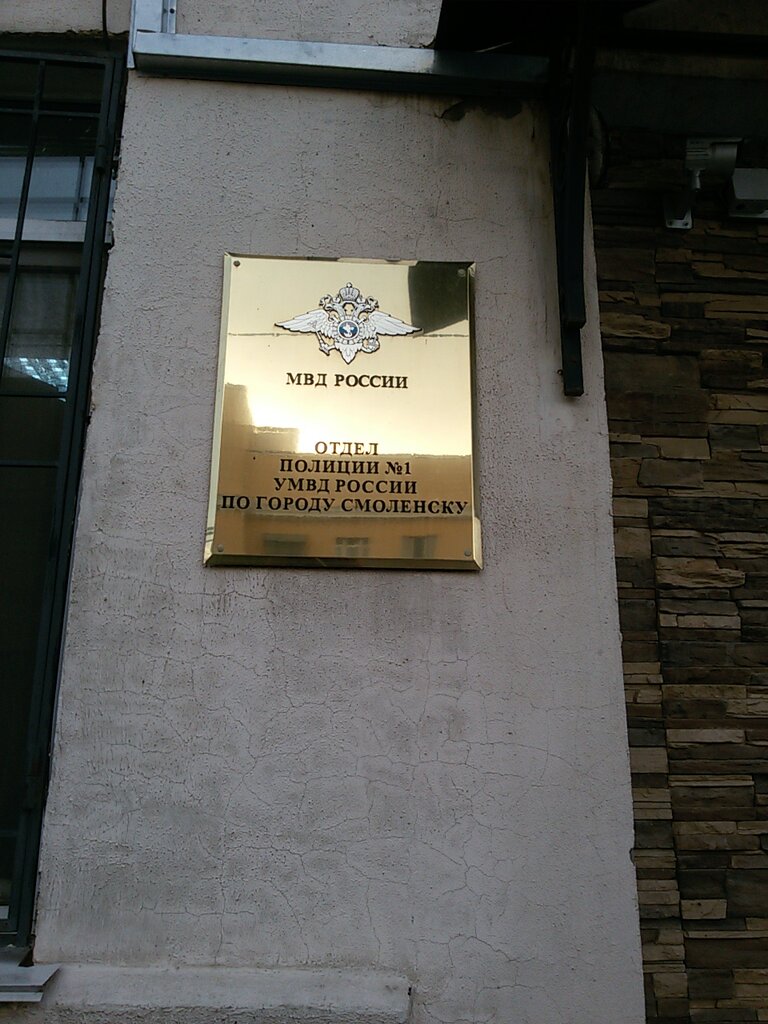 МВД РОССИИ
ОТДЕЛ
ПОЛИЦИИ №1
УМВД РОССИИ
ПО ГОРОДУ СМОЛЕНСКУ